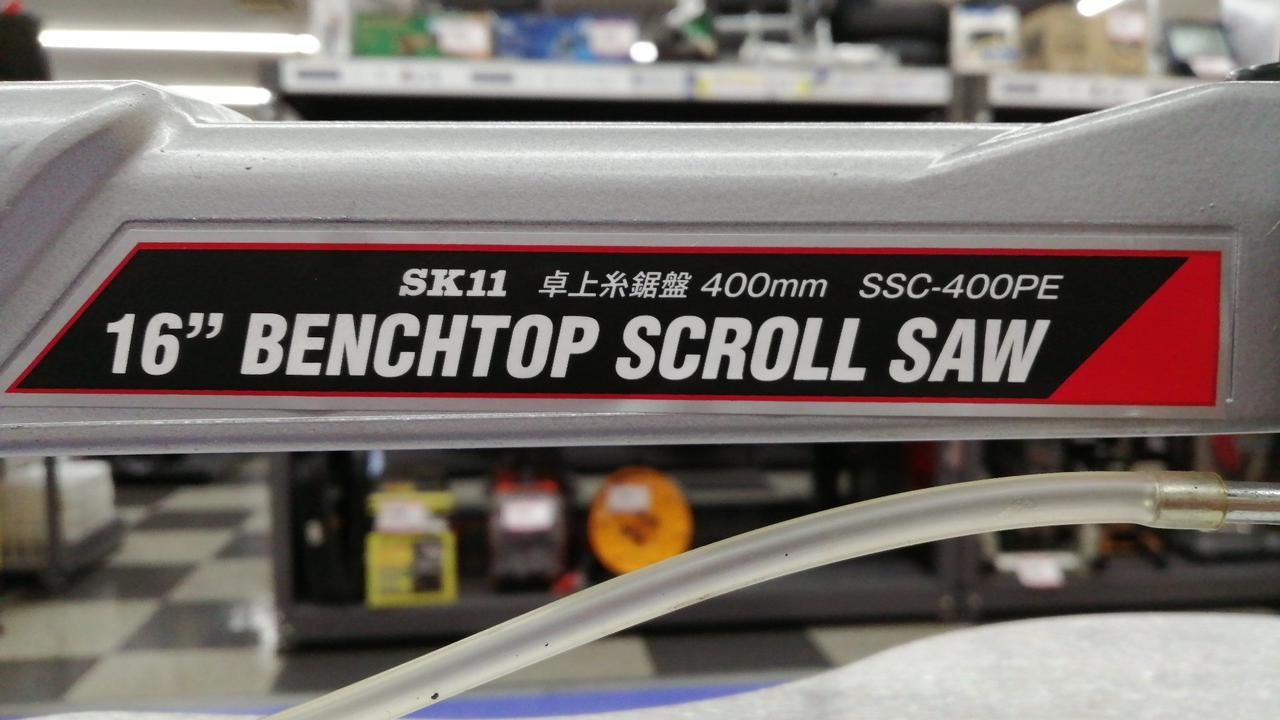 SK11 卓上糸鋸盤 400mm SSC-400PE
16” BENCHTOP SCROLL SAW